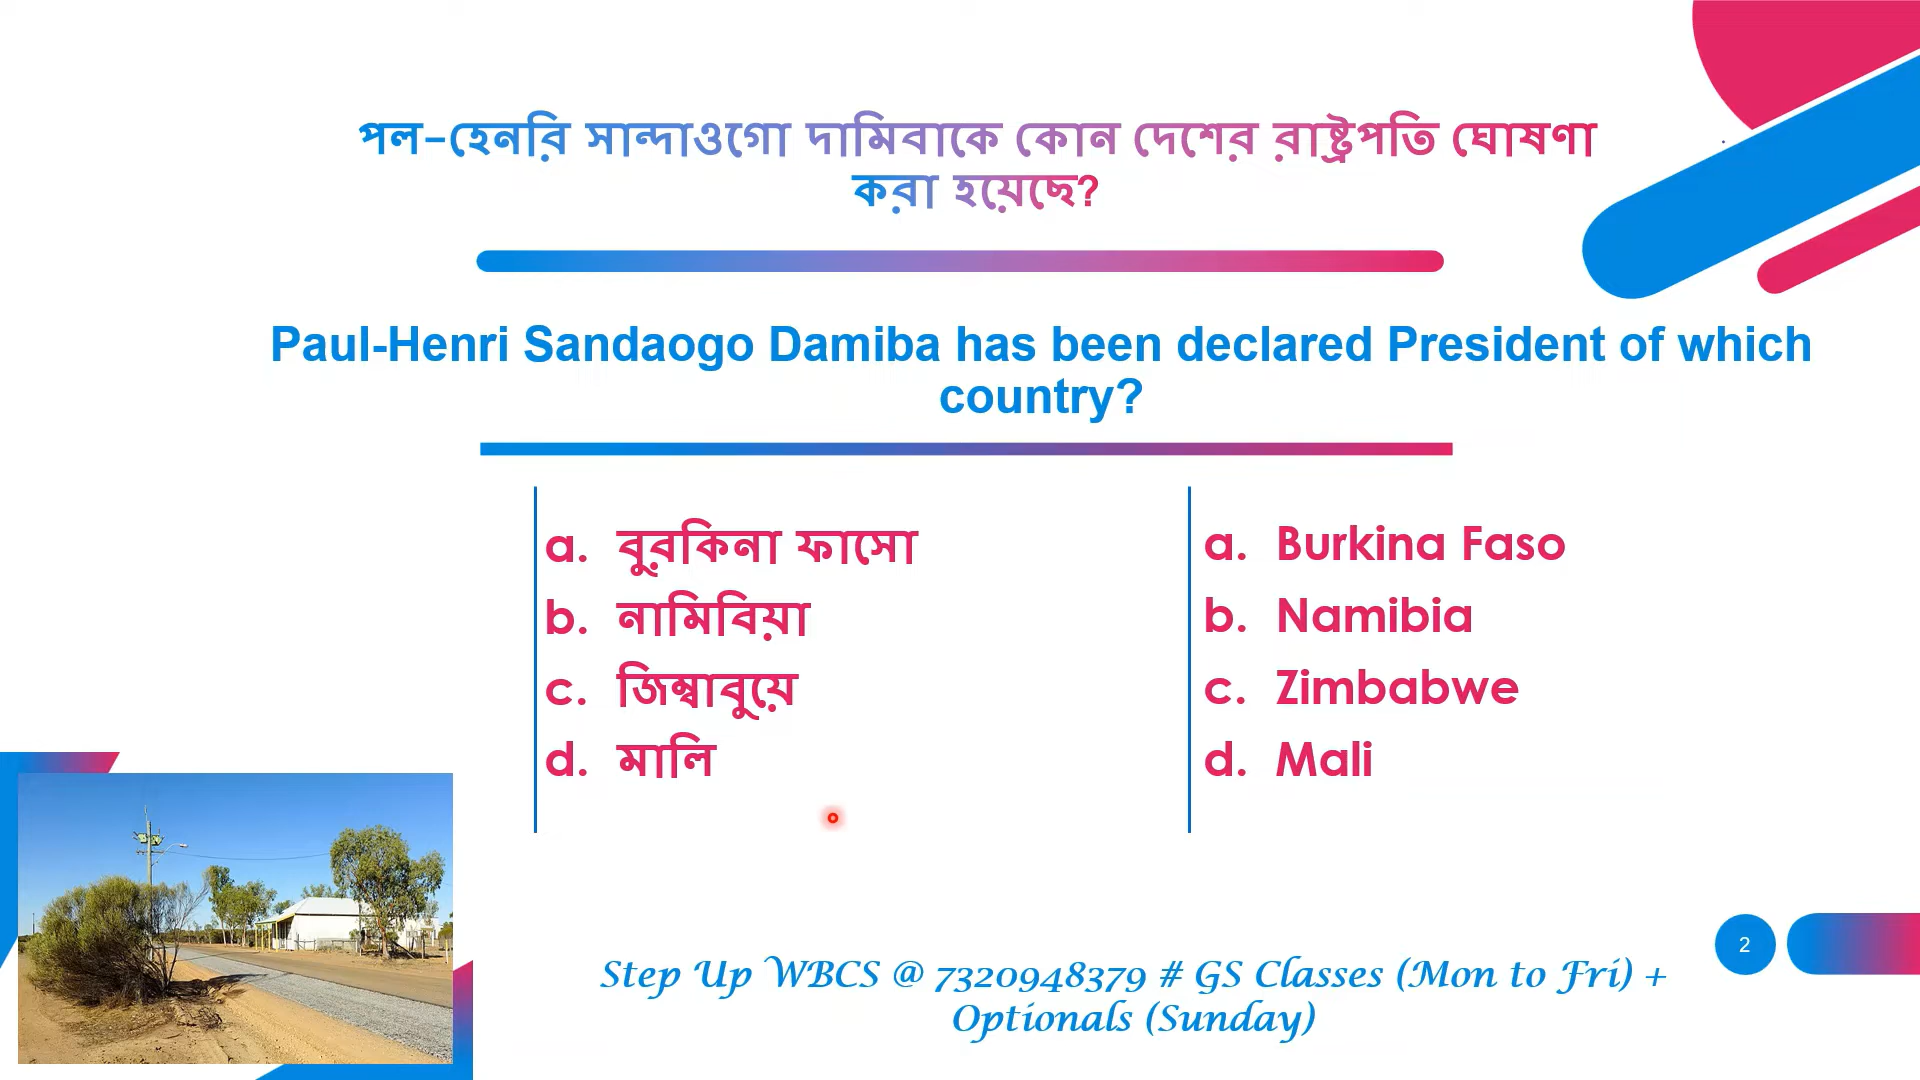 পল-হেনরি সান্দাওগো দামিবাকে কোন দেশের রাষ্ট্রপতি ঘোষণা
করা হয়েছে?
Paul-Henri Sandaogo Damiba has been declared President of which
country?
a. বুরকিনা ফাসো
b. নামিবিয়া
c. জিম্বাবুয়ে
d. মালি
a. Burkina Faso
b. Namibia
c. Zimbabwe
d. Mali
2
Step Up WBCS @ 7320948379 # GS Classes (Mon to Fri) +
Optionals (Sunday)